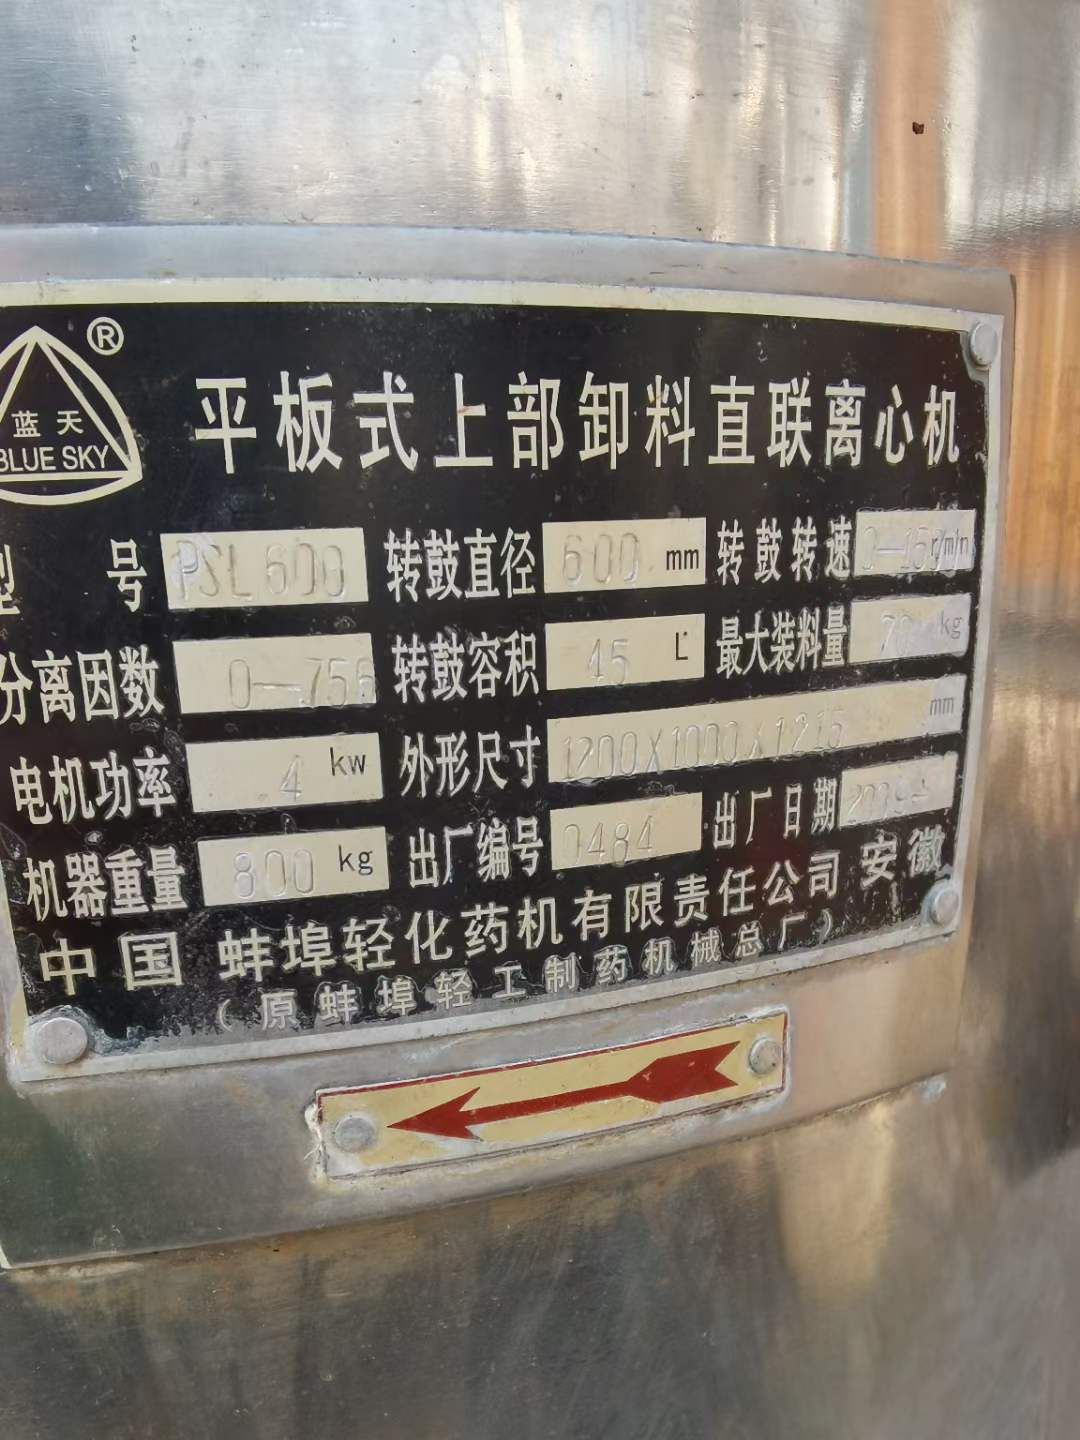 ®
蓝天
BLUE SKY
平板式上部卸料直联离心机
型 号 PSL600 转鼓直径 600 mm 转鼓转速 r/min
分离因数 0—756 转鼓容积 45 L 最大装料量 70 kg
电机功率 4 kw 外形尺寸 1200X1000X1215 mm
机器重量 800 kg 出厂编号 0484 出厂日期
中国 蚌埠轻化药机有限责任公司 安徽
(原蚌埠轻工制药机械总厂)